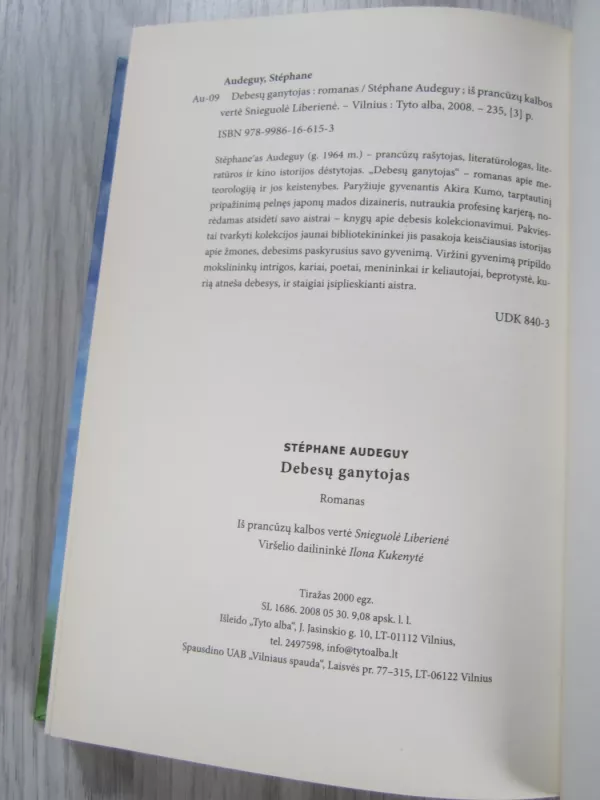 Audeguy, Stéphane
Au-09 Debesų ganytojas : romanas / Stéphane Audeguy ; iš prancūzų kalbos
vertė Snieguolė Liberienė. – Vilnius : Tyto alba, 2008. – 235, [3] p.
ISBN 978-9986-16-615-3
Stéphane'as Audeguy (g. 1964 m.) – prancūzų rašytojas, literatūrologas, lite-
ratūros ir kino istorijos dėstytojas. „Debesų ganytojas" – romanas apie me-
teorologiją ir jos keistenybes. Paryžiuje gyvenantis Akira Kumo, tarptautinį
pripažinimą pelnęs japonų mados dizaineris, nutraukia profesinę karjerą, no-
rėdamas atsidėti savo aistrai – knygų apie debesis kolekcionavimui. Pakvies-
tai tvarkyti kolekcijos jaunai bibliotekininkei jis pasakoja keisčiausias istorijas
apie žmones, debesims paskyrusius savo gyvenimą. Viržini gyvenimą pripildo
mokslininkų intrigos, kariai, poetai, menininkai ir keliautojai, beprotystė, ku-
rią atneša debesys, ir staigiai įsiplieskianti aistra.
UDK 840-3
STÉPHANE AUDEGUY
Debesų ganytojas
Romanas
Iš prancūzų kalbos vertė Snieguolė Liberienė
Viršelio dailininkė Ilona Kukenytė
Tiražas 2000 egz.
SL 1686. 2008 05 30. 9,08 apsk. l. l.
Išleido „Tyto alba", J. Jasinskio g. 10, LT-01112 Vilnius,
tel. 2497598, info@tytoalba.lt
Spausdino UAB „Vilniaus spauda", Laisvės pr. 77–315, LT-06122 Vilnius